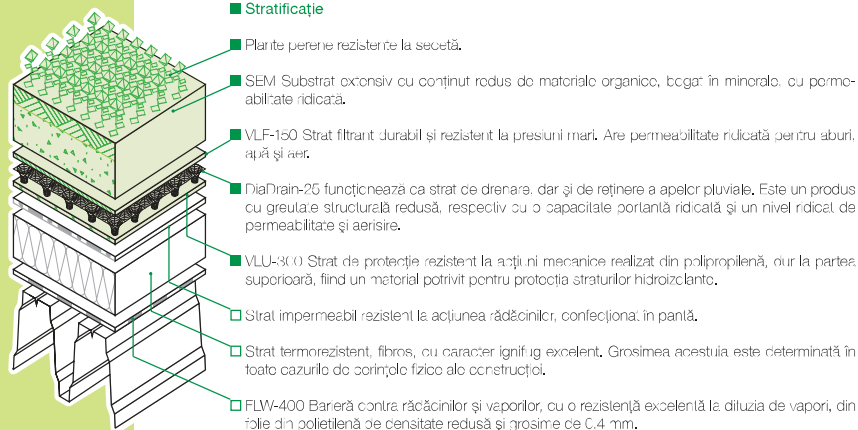 Stratificație
Plante perene rezistente la secetă.
SEM Substrat extensiv cu conținut redus de materiale organice, bogat în minerale, cu perme-
abilitate ridicată.
VLF-150 Strat filtrant durabil și rezistent la presiuni mari. Are permeabilitate ridicată pentru aburi,
apă și aer.
DiaDrain-25 funcționează ca strat de drenare, dar și de reținere a apelor pluviale. Este un produs
cu greutate structurală redusă, respectiv cu o capacitate portantă ridicată și un nivel ridicat de
permeabilitate și aerisire.
VLU-300 Strat de protecție rezistent la acțiuni mecanice realizat din polipropilenă, dur la partea
superioară, fiind un material potrivit pentru protecția straturilor hidroizolante.
Strat impermeabil rezistent la acțiunea rădăcinilor, confecționat în pantă.
Strat termorezistent, fibros, cu caracter ignifug excelent. Grosimea acestuia este determinată în
toate cazurile de cerințele fizice ale construcției.
FLW-400 Barieră contra rădăcinilor și vaporilor, cu o rezistență excelentă la diluzia de vapori, din
folie din polietilenă de densitate redusă și grosime de 0,4 mm.